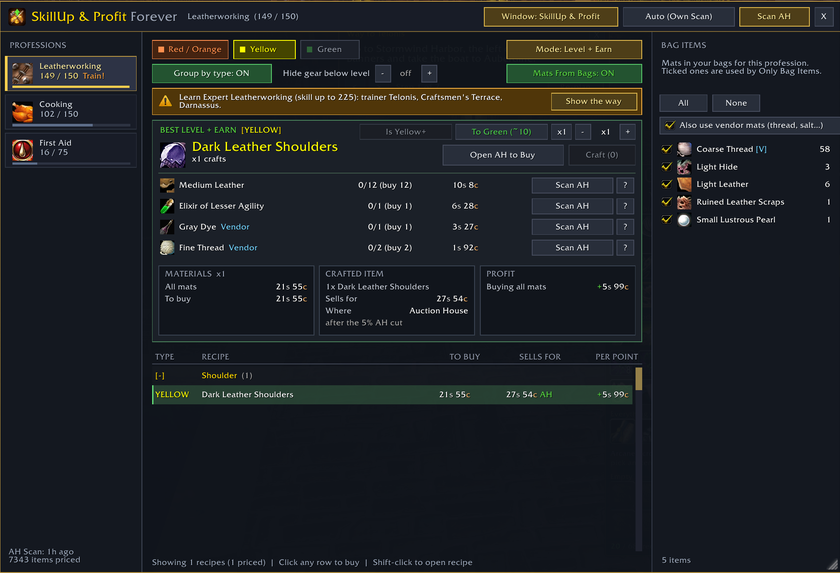 SkillUp & Profit Forever
Leatherworking (149 / 150)
Window: SkillUp & Profit
Auto (Own Scan)
Scan AH
X
PROFESSIONS
Leatherworking
149 / 150 Train!
Cooking
102 / 150
First Aid
16 / 75
AH Scan: 1h ago
7343 items priced
Red / Orange
Yellow
Green
Mode: Level + Earn
Group by type: ON
Hide gear below level
-
off
+
Mats From Bags: ON
Learn Expert Leatherworking (skill up to 225): trainer Telonis, Craftsmen's Terrace,
Darnassus.
Show the way
BEST LEVEL + EARN [YELLOW]
Is Yellow+
To Green (~10)
x1
-
x1
+
Dark Leather Shoulders
x1 crafts
Open AH to Buy
Craft (0)
Medium Leather 0/12 (buy 12) 10s 8c Scan AH ?
Elixir of Lesser Agility 0/1 (buy 1) 6s 28c Scan AH ?
Gray Dye Vendor 0/1 (buy 1) 3s 27c Scan AH ?
Fine Thread Vendor 0/2 (buy 2) 1s 92c Scan AH ?
MATERIALS x1
All mats 21s 55c
To buy 21s 55c
CRAFTED ITEM
1x Dark Leather Shoulders
Sells for 27s 54c
Where Auction House
after the 5% AH cut
PROFIT
Buying all mats +5s 99c
TYPE RECIPE TO BUY SELLS FOR PER POINT
[-] Shoulder (1)
YELLOW Dark Leather Shoulders 21s 55c 27s 54c AH +5s 99c
Showing 1 recipes (1 priced) | Click any row to buy | Shift-click to open recipe
BAG ITEMS
Mats in your bags for this profession.
Ticked ones are used by Only Bag Items.
All
None
Also use vendor mats (thread, salt...)
Coarse Thread [V] 58
Light Hide 3
Light Leather 6
Ruined Leather Scraps 1
Small Lustrous Pearl 1
5 items